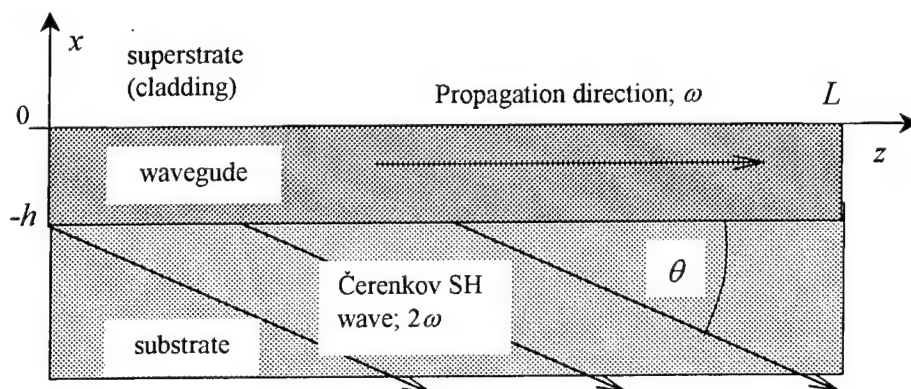 x
superstrate
(cladding)
Propagation direction; ω
L
0
z
wavegude
-h
θ
Čerenkov SH
wave; 2ω
substrate